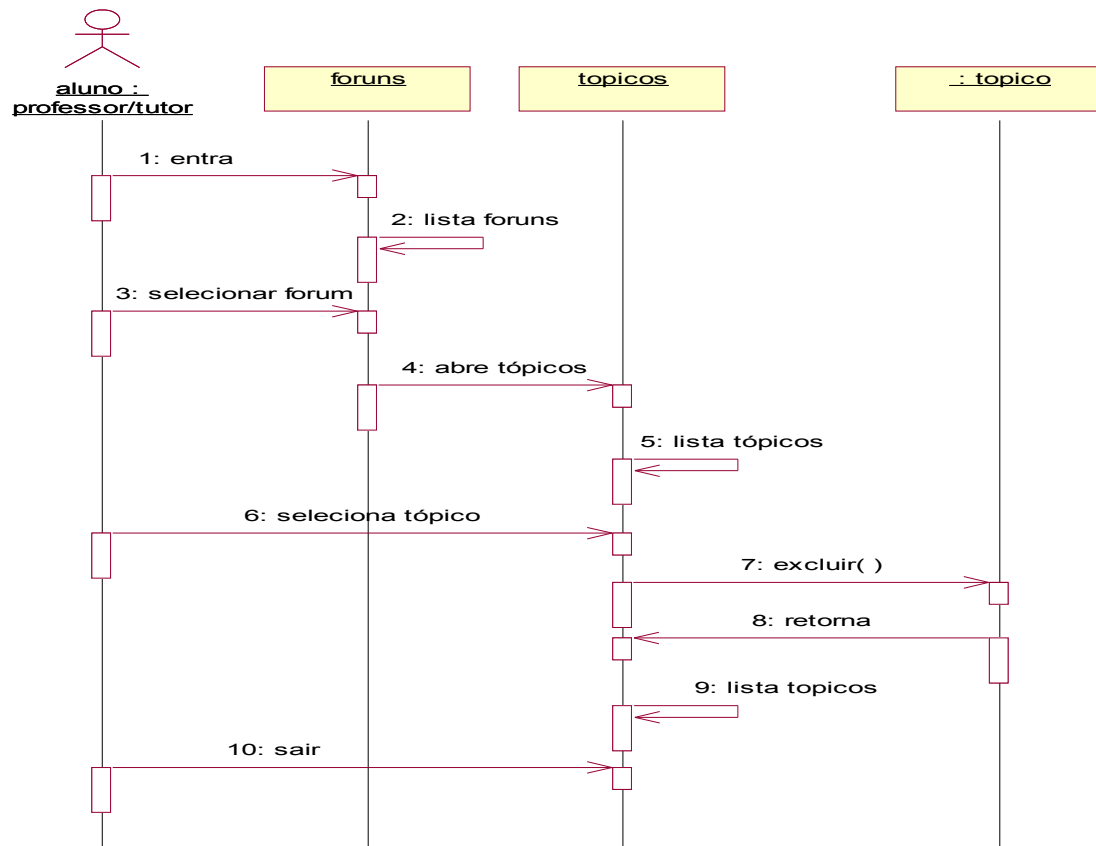 aluno :
professor/tutor
foruns
topicos
: topico
1: entra
2: lista foruns
3: selecionar forum
4: abre tópicos
5: lista tópicos
6: seleciona tópico
7: excluir( )
8: retorna
9: lista topicos
10: sair